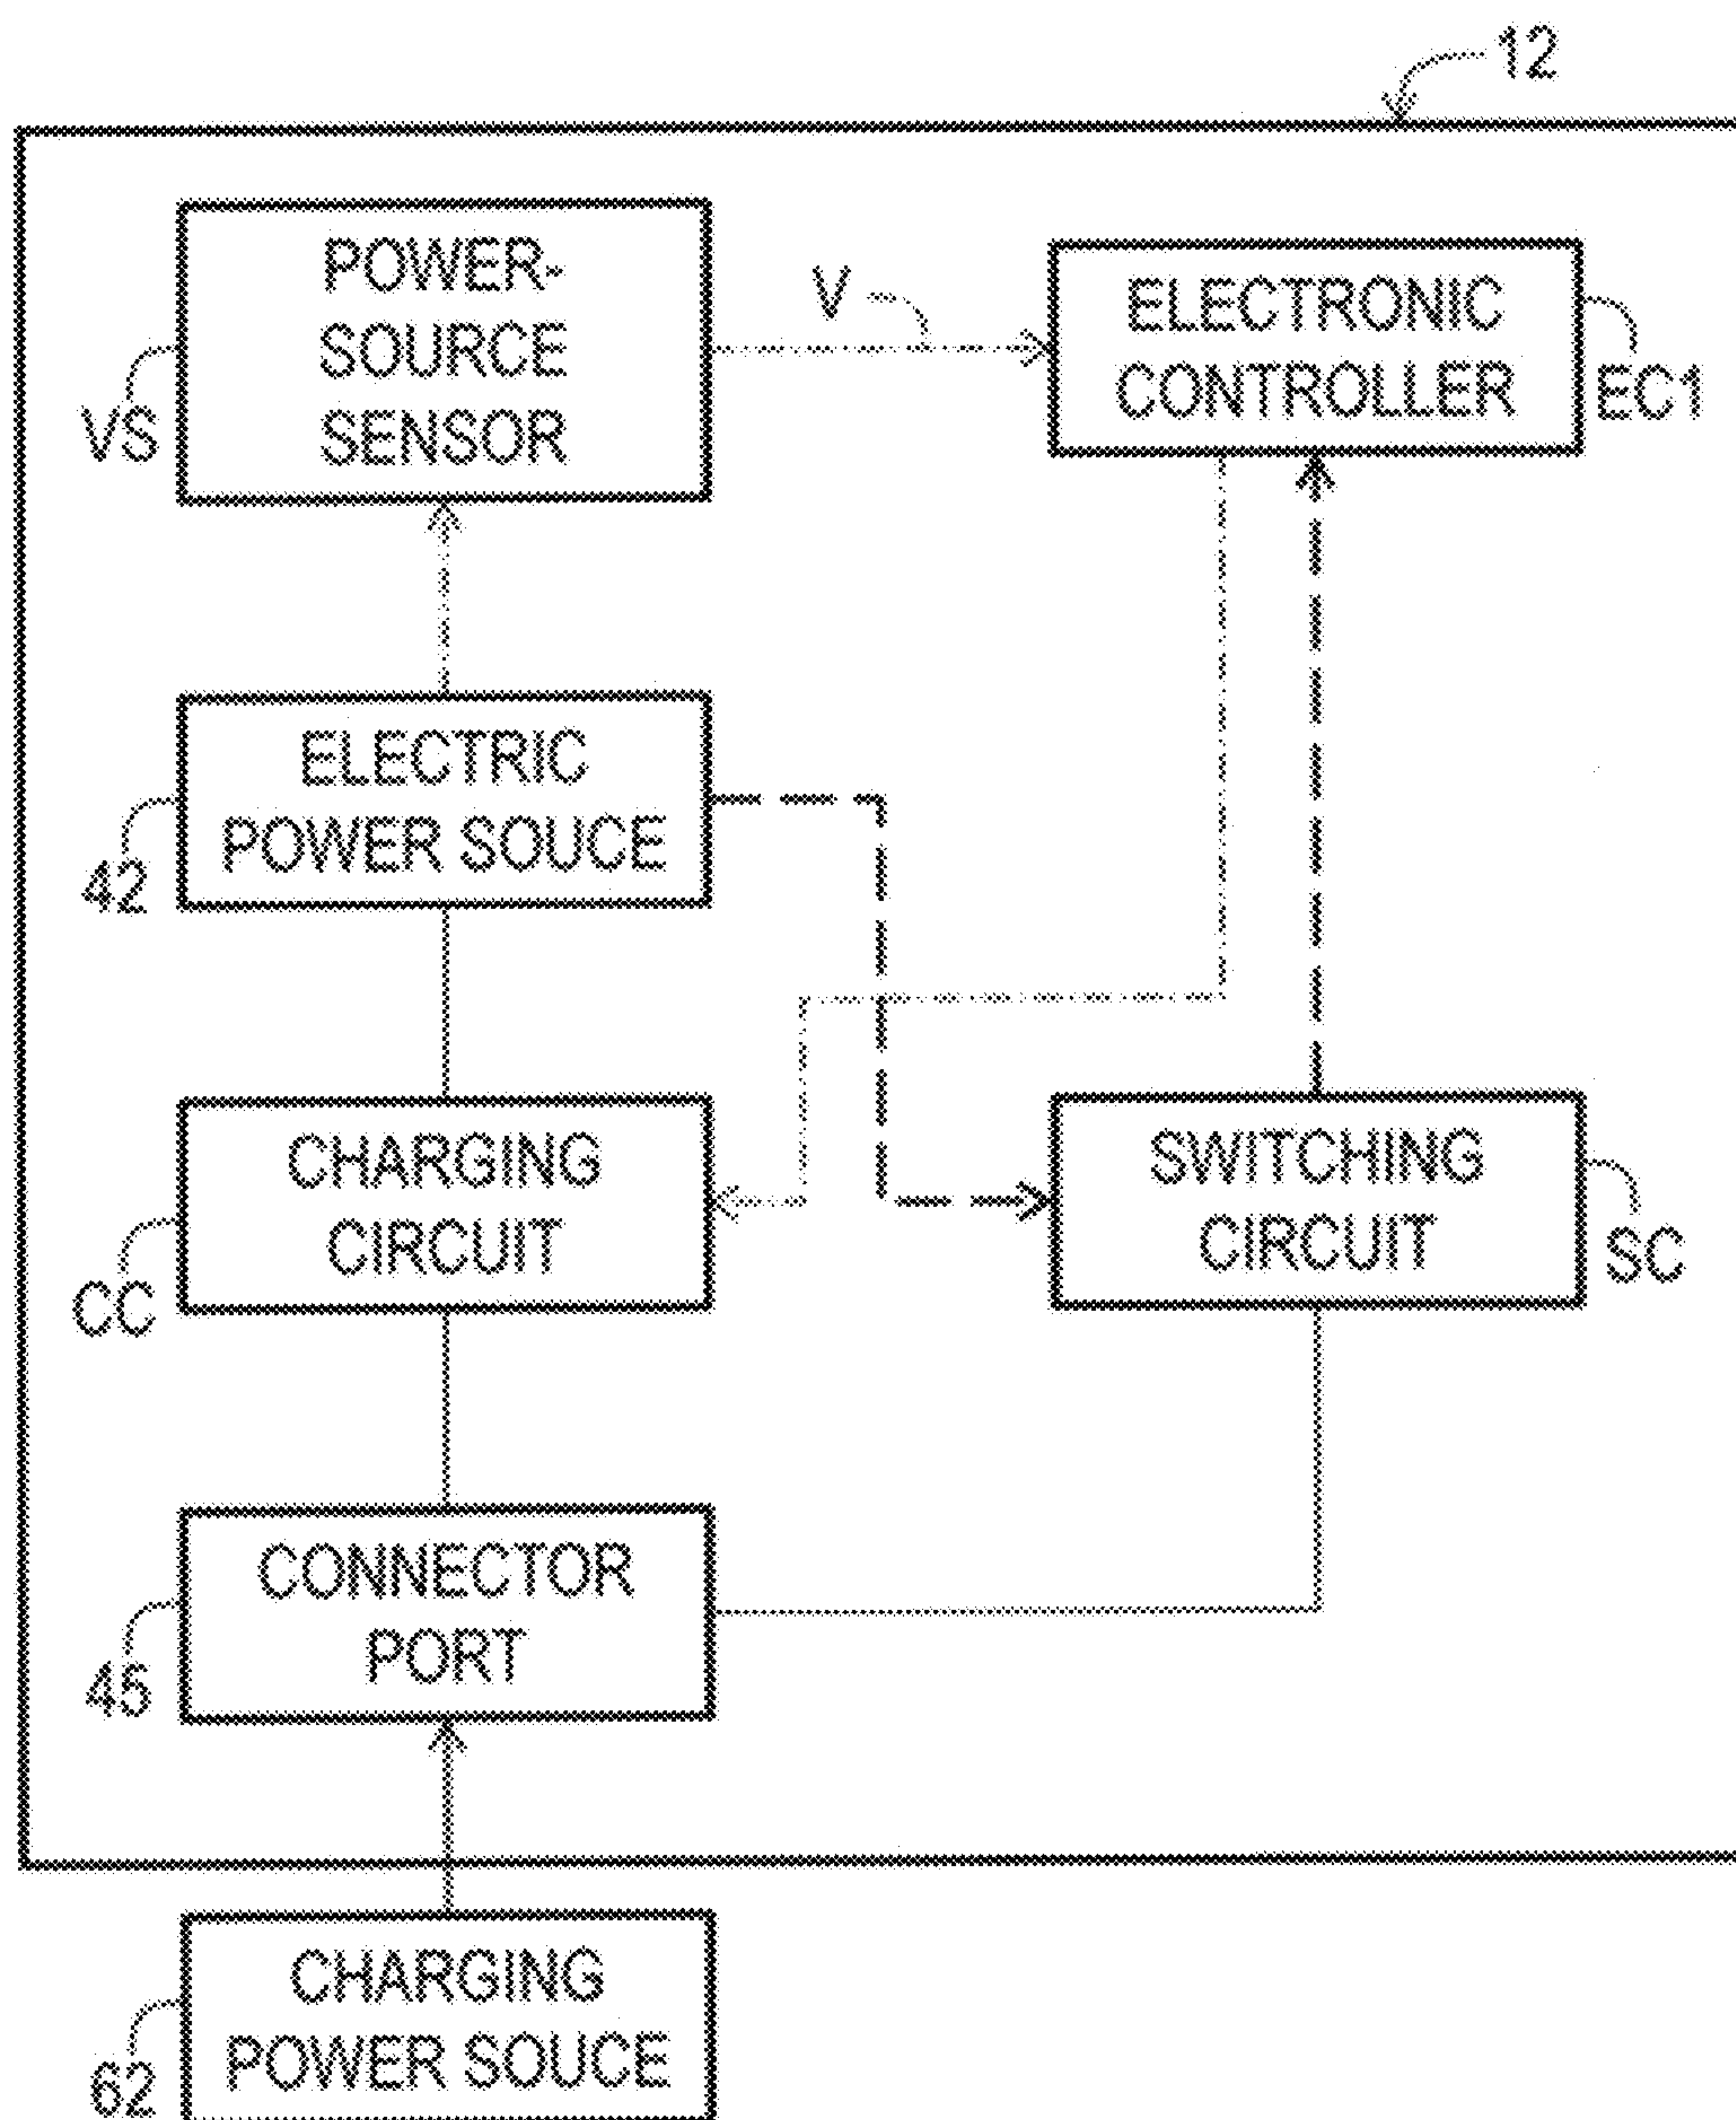 12
POWER-
SOURCE
SENSOR
VS
V
ELECTRONIC
CONTROLLER
EC1
ELECTRIC
POWER SOUCE
42
CHARGING
CIRCUIT
CC
SWITCHING
CIRCUIT
SC
CONNECTOR
PORT
45
CHARGING
POWER SOUCE
62